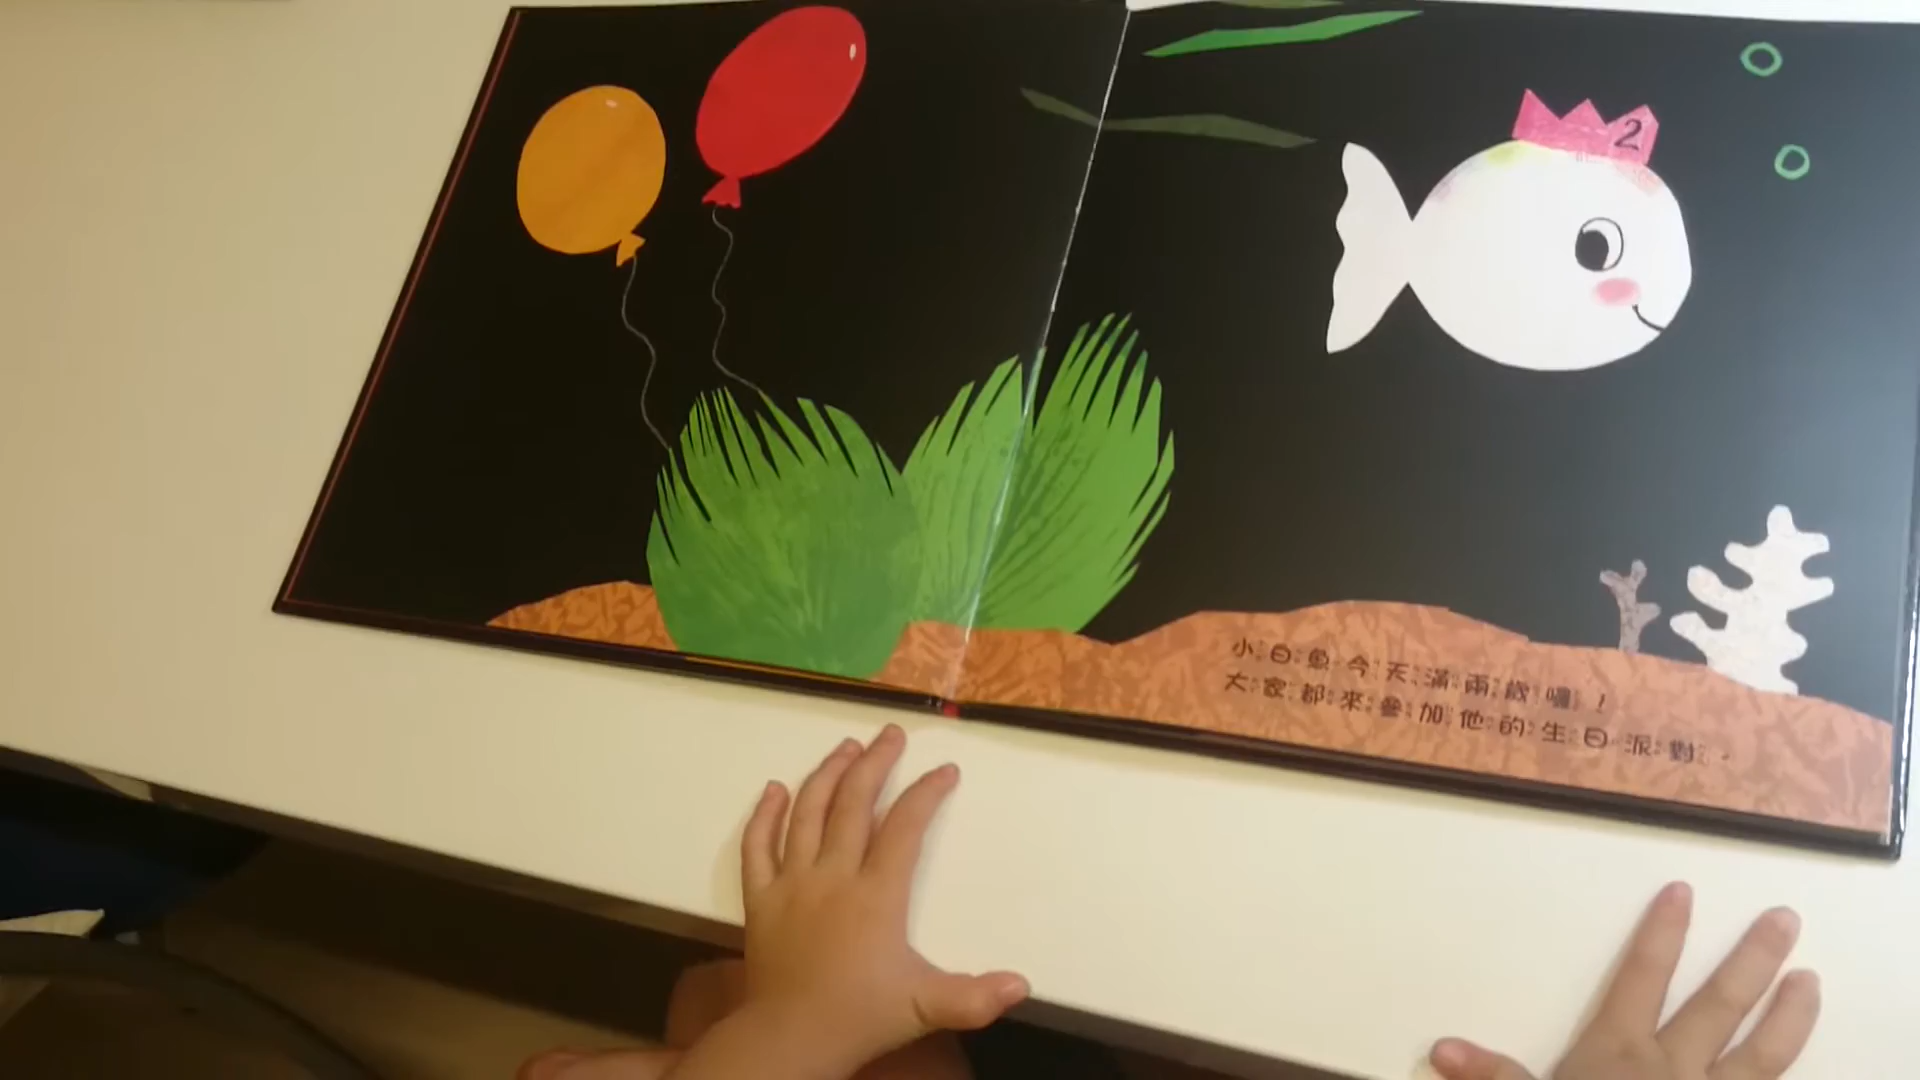 2
小白魚今天滿兩歲囉！
大家都來參加他的生日派對。